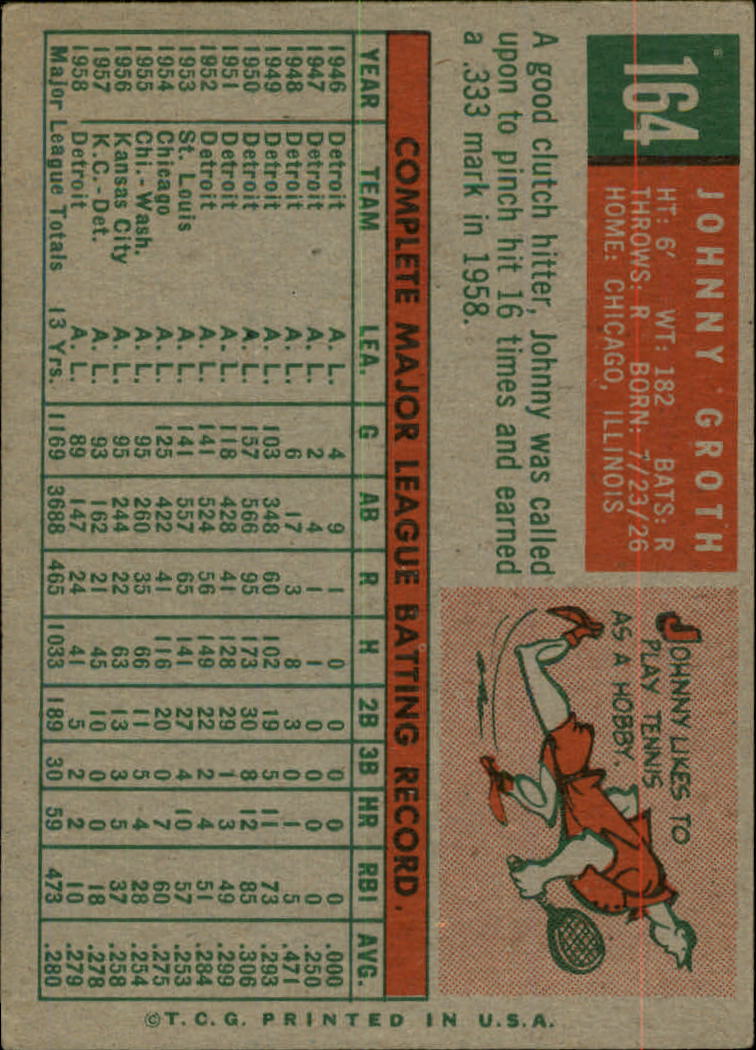 164
JOHNNY GROTH
HT: 6' WT: 182 BATS: R
THROWS: R BORN: 7/23/26
HOME: CHICAGO, ILLINOIS
A good clutch hitter, Johnny was called
upon to pinch hit 16 times and earned
a .333 mark in 1958.
JOHNNY LIKES TO
PLAY TENNIS
AS A HOBBY.
COMPLETE MAJOR LEAGUE BATTING RECORD.
YEAR TEAM LEA. G AB R H 2B 3B HR RBI AVG.
1946 Detroit A. L. 4 9 1 0 0 0 0 0 .000
1947 Detroit A. L. 2 4 1 1 0 0 0 0 .250
1948 Detroit A. L. 6 17 3 8 3 0 1 5 .471
1949 Detroit A. L. 103 348 60 102 19 5 11 73 .293
1950 Detroit A. L. 157 566 95 173 30 8 12 85 .306
1951 Detroit A. L. 118 428 41 128 29 1 3 49 .299
1952 Detroit A. L. 141 524 56 149 22 2 4 51 .284
1953 St. Louis A. L. 141 557 65 141 27 4 10 57 .253
1954 Chicago A. L. 125 422 41 116 20 0 7 60 .275
1955 Chi.-Wash. A. L. 95 260 35 66 11 5 4 28 .254
1956 Kansas City A. L. 95 244 22 63 13 3 5 37 .258
1957 K.C.-Det. A. L. 93 162 21 45 10 0 0 18 .278
1958 Detroit A. L. 89 147 24 41 5 2 2 10 .279
Major League Totals 13 Yrs. 1169 3688 465 1033 189 30 59 473 .280
©T.C.G. PRINTED IN U.S.A.